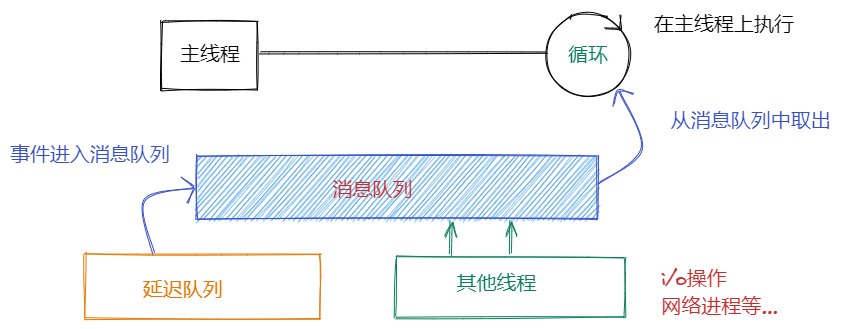 主线程
循环
在主线程上执行
从消息队列中取出
事件进入消息队列
消息队列
延迟队列
其他线程
i/o操作
网络进程等...